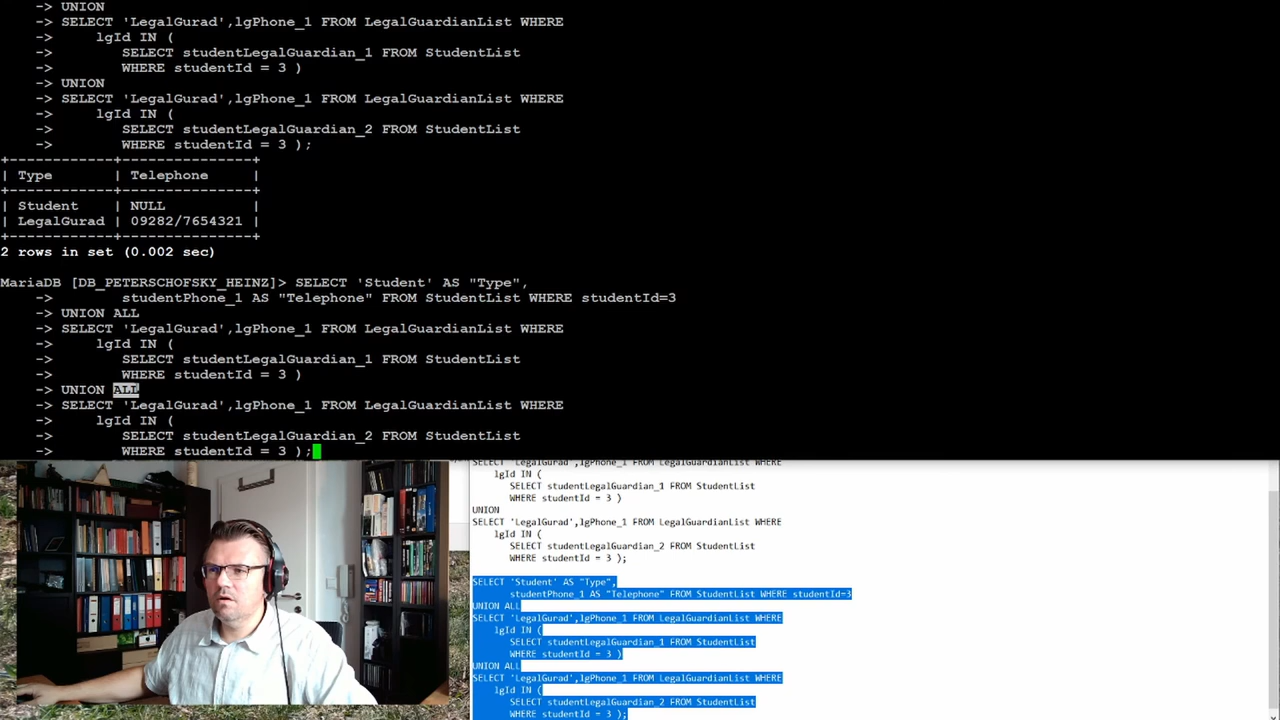 -> UNION
-> SELECT 'LegalGurad',lgPhone_1 FROM LegalGuardianList WHERE
-> lgId IN (
-> SELECT studentLegalGuardian_1 FROM StudentList
-> WHERE studentId = 3 )
-> UNION
-> SELECT 'LegalGurad',lgPhone_1 FROM LegalGuardianList WHERE
-> lgId IN (
-> SELECT studentLegalGuardian_2 FROM StudentList
-> WHERE studentId = 3 );
+------------+---------------+
| Type | Telephone |
+------------+---------------+
| Student | NULL |
| LegalGurad | 09282/7654321 |
+------------+---------------+
2 rows in set (0.002 sec)
MariaDB [DB_PETERSCHOFSKY_HEINZ]> SELECT 'Student' AS "Type",
-> studentPhone_1 AS "Telephone" FROM StudentList WHERE studentId=3
-> UNION ALL
-> SELECT 'LegalGurad',lgPhone_1 FROM LegalGuardianList WHERE
-> lgId IN (
-> SELECT studentLegalGuardian_1 FROM StudentList
-> WHERE studentId = 3 )
-> UNION ALL
-> SELECT 'LegalGurad',lgPhone_1 FROM LegalGuardianList WHERE
-> lgId IN (
-> SELECT studentLegalGuardian_2 FROM StudentList
-> WHERE studentId = 3 );
SELECT 'LegalGurad',lgPhone_1 FROM LegalGuardianList WHERE
lgId IN (
SELECT studentLegalGuardian_1 FROM StudentList
WHERE studentId = 3 )
UNION
SELECT 'LegalGurad',lgPhone_1 FROM LegalGuardianList WHERE
lgId IN (
SELECT studentLegalGuardian_2 FROM StudentList
WHERE studentId = 3 );
SELECT 'Student' AS "Type",
studentPhone_1 AS "Telephone" FROM StudentList WHERE studentId=3
UNION ALL
SELECT 'LegalGurad',lgPhone_1 FROM LegalGuardianList WHERE
lgId IN (
SELECT studentLegalGuardian_1 FROM StudentList
WHERE studentId = 3 )
UNION ALL
SELECT 'LegalGurad',lgPhone_1 FROM LegalGuardianList WHERE
lgId IN (
SELECT studentLegalGuardian_2 FROM StudentList
WHERE studentId = 3 );